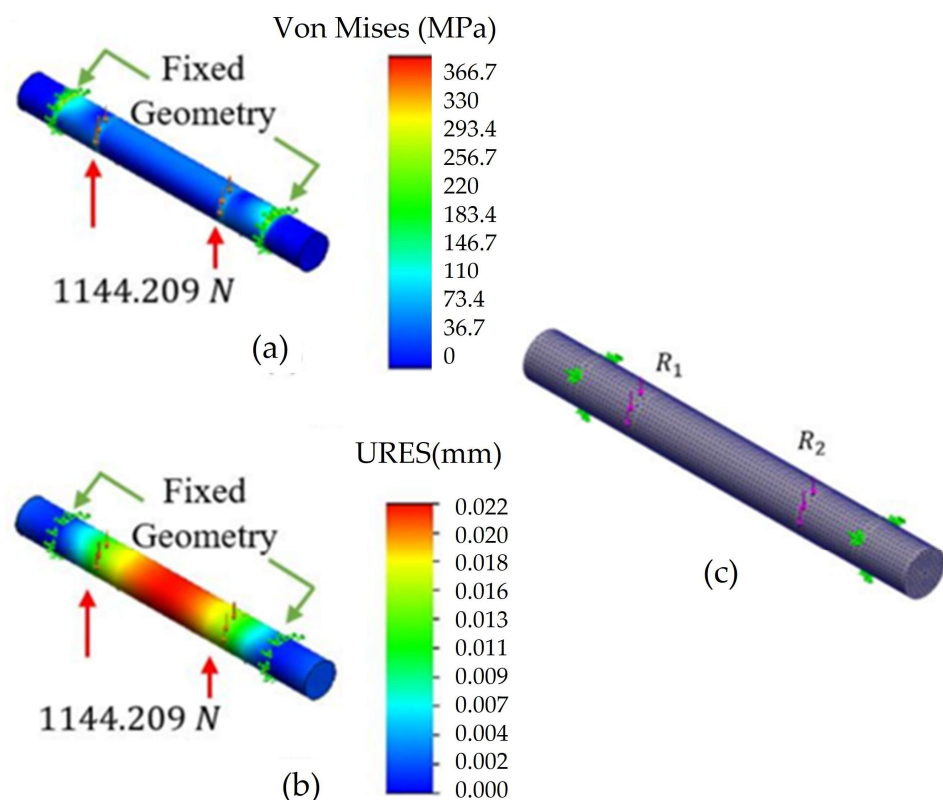 Von Mises (MPa)
Fixed
Geometry
366.7
330
293.4
256.7
220
183.4
146.7
110
73.4
36.7
0
1144.209 N
(a)
R1
R2
(c)
URES(mm)
Fixed
Geometry
0.022
0.020
0.018
0.016
0.013
0.011
0.009
0.007
0.004
0.002
0.000
1144.209 N
(b)